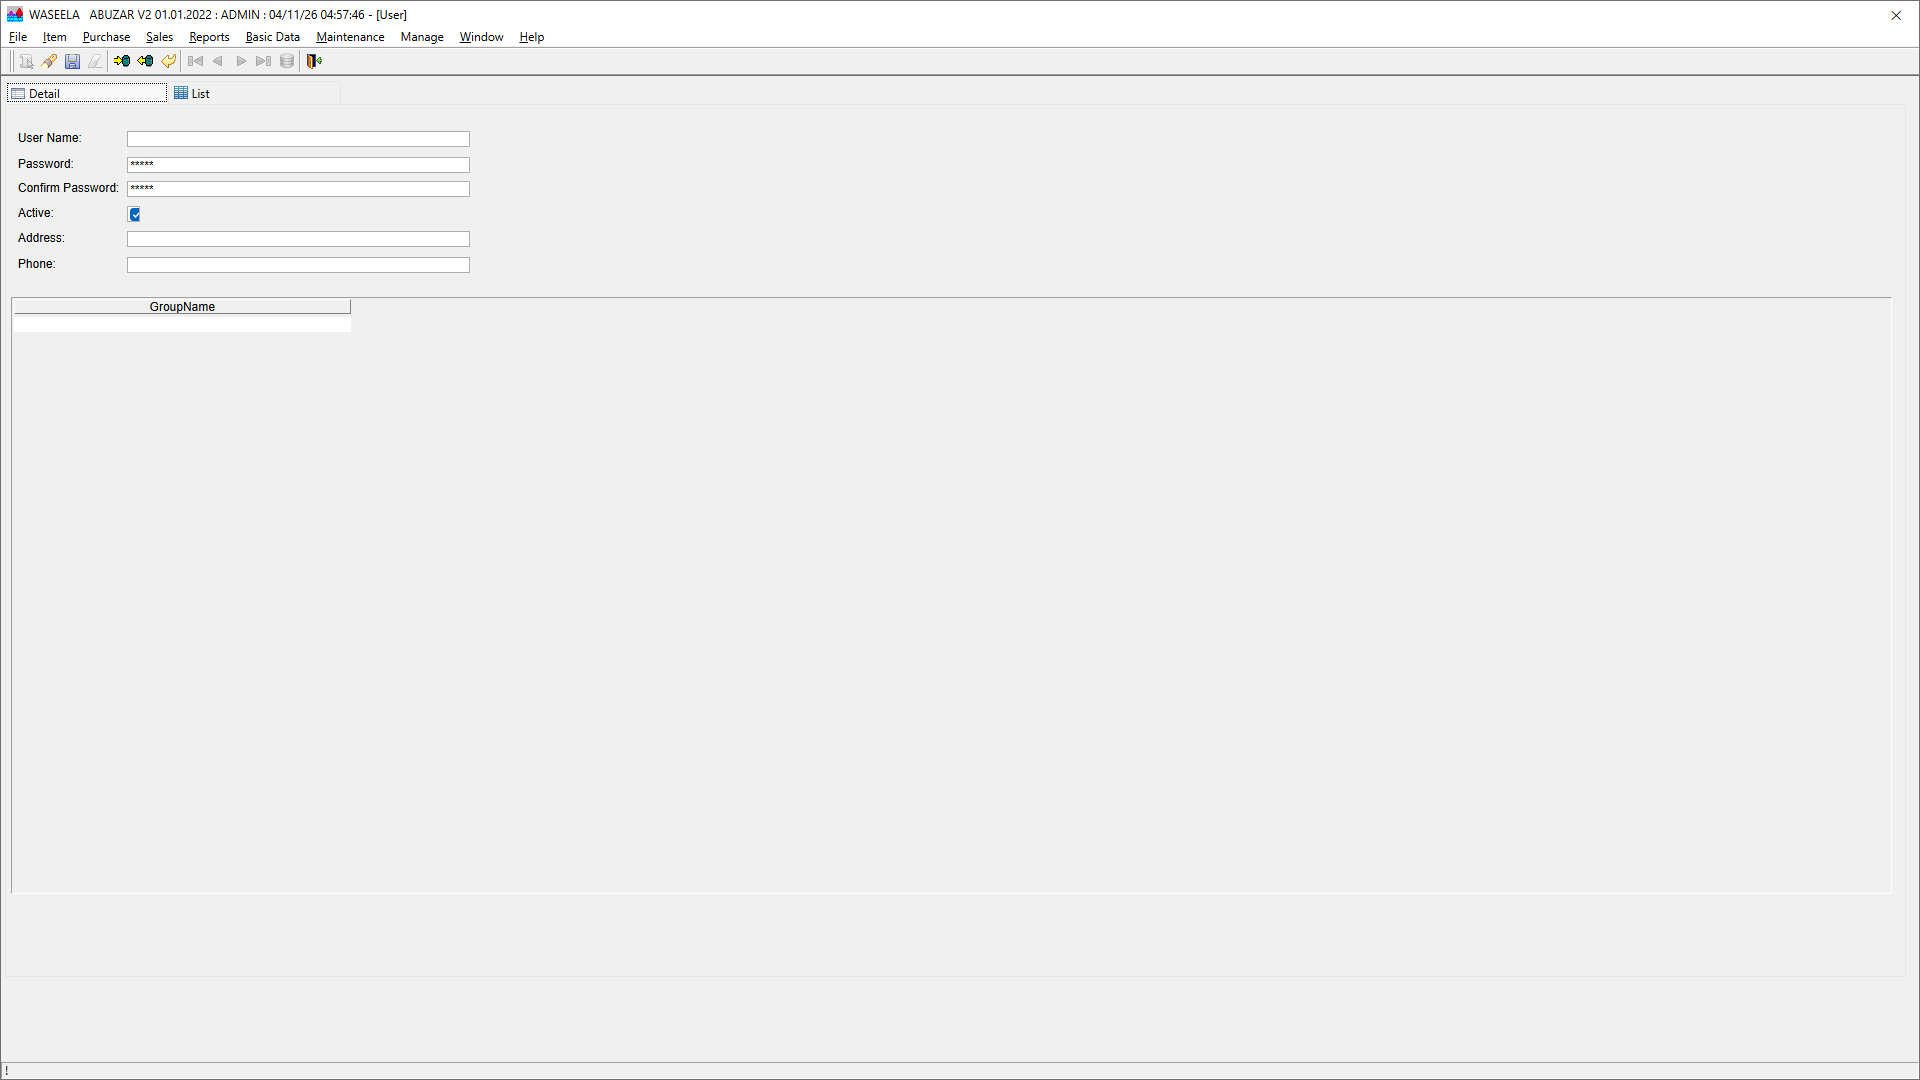 WASEELA ABUZAR V2 01.01.2022 : ADMIN : 04/11/26 04:57:46 - [User]
File Item Purchase Sales Reports Basic Data Maintenance Manage Window Help
Detail List
User Name:
Password: *****
Confirm Password: *****
Active:
Address:
Phone:
GroupName
!